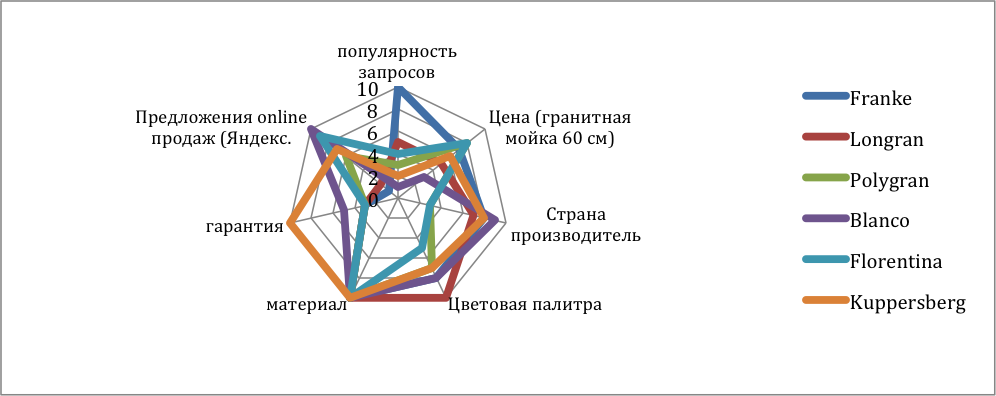 популярность
запросов
Цена (гранитная
мойка 60 см)
Страна
производитель
Цветовая палитра
материал
гарантия
Предложения online
продаж (Яндекс.
10
8
6
4
2
0
Franke
Longran
Polygran
Blanco
Florentina
Kuppersberg